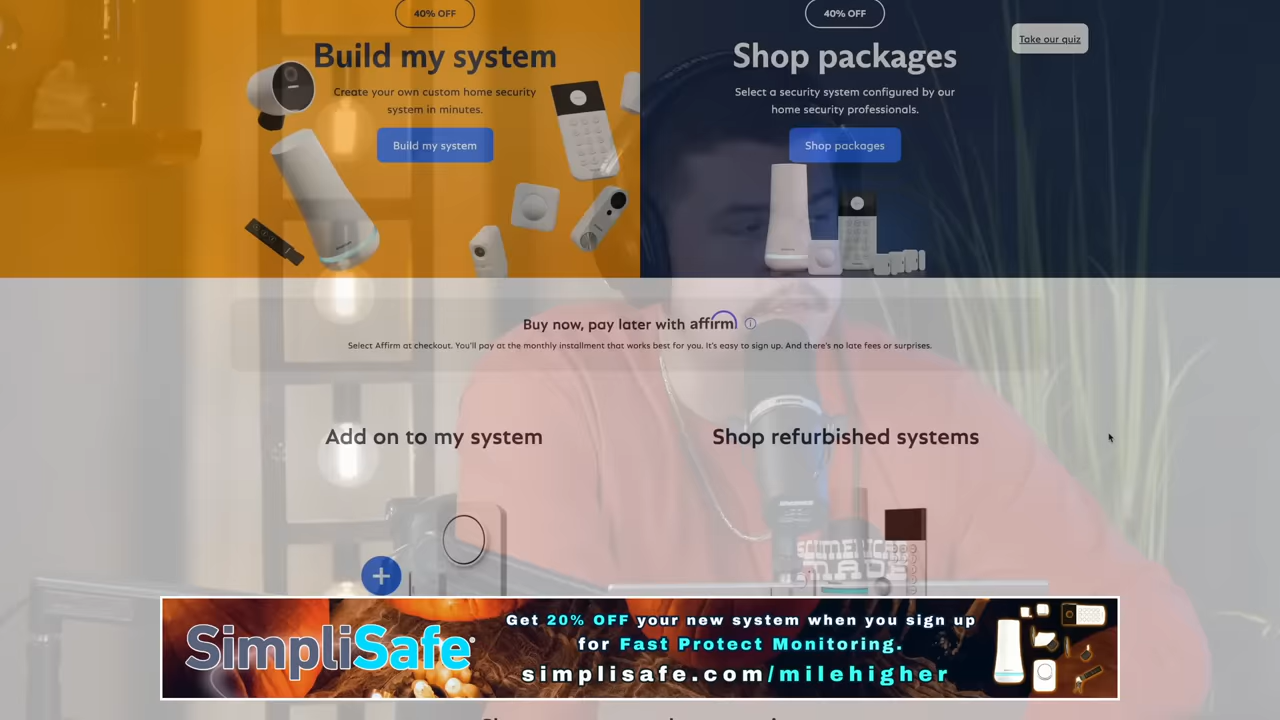 40% OFF
Build my system
Create your own custom home security
system in minutes.
Build my system
40% OFF
Shop packages
Select a security system configured by our
home security professionals.
Shop packages
Take our quiz
Buy now, pay later with affirm
Select Affirm at checkout. You'll pay at the monthly installment that works best for you. It's easy to sign up. And there's no late fees or surprises.
Add on to my system
Shop refurbished systems
MADE
SimpliSafe
Get 20% OFF your new system when you sign up
for Fast Protect Monitoring.
simplisafe.com/milehigher